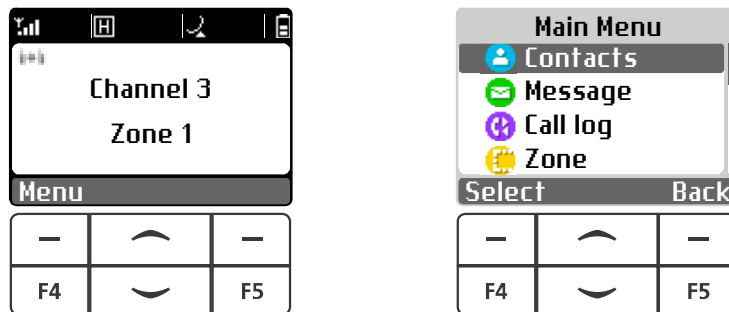 H
Channel 3
Zone 1
Menu
F4 F5
Main Menu
Contacts
Message
Call log
Zone
Select Back
F4 F5